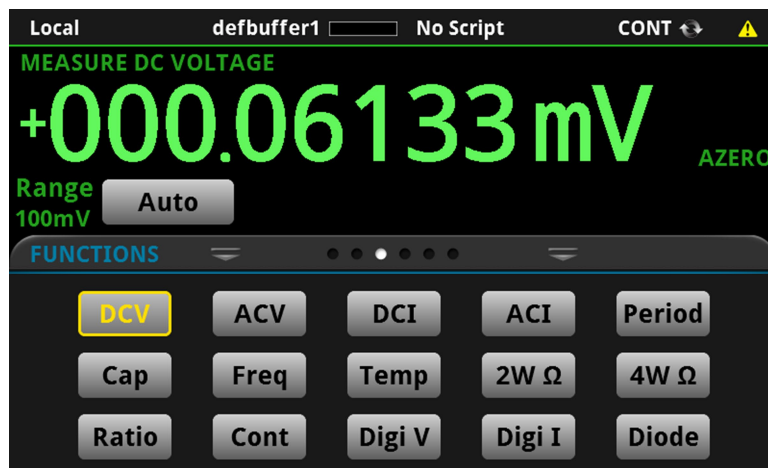 Local defbuffer1 No Script CONT
MEASURE DC VOLTAGE
+000.06133 mV
AZERO
Range
100mV Auto
FUNCTIONS
DCV ACV DCI ACI Period
Cap Freq Temp 2W Ω 4W Ω
Ratio Cont Digi V Digi I Diode